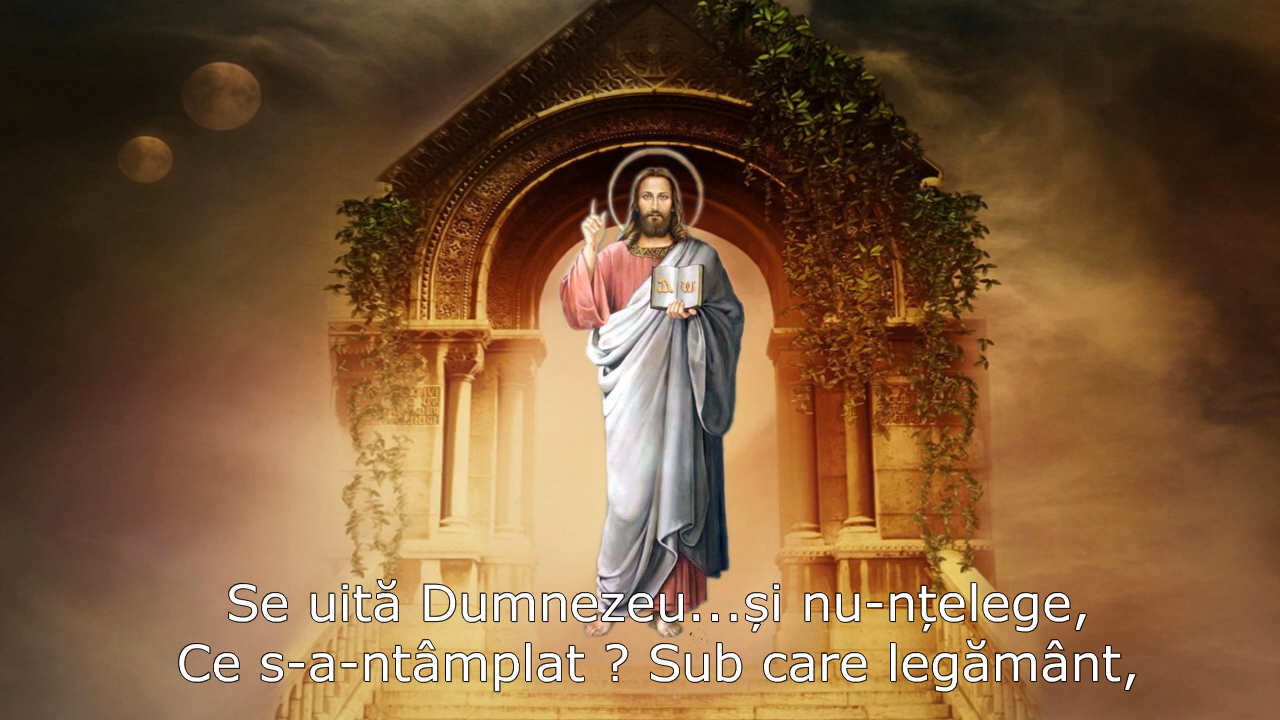 Α ω
Se uită Dumnezeu...și nu-nțelege,
Ce s-a-ntâmplat ? Sub care legământ,